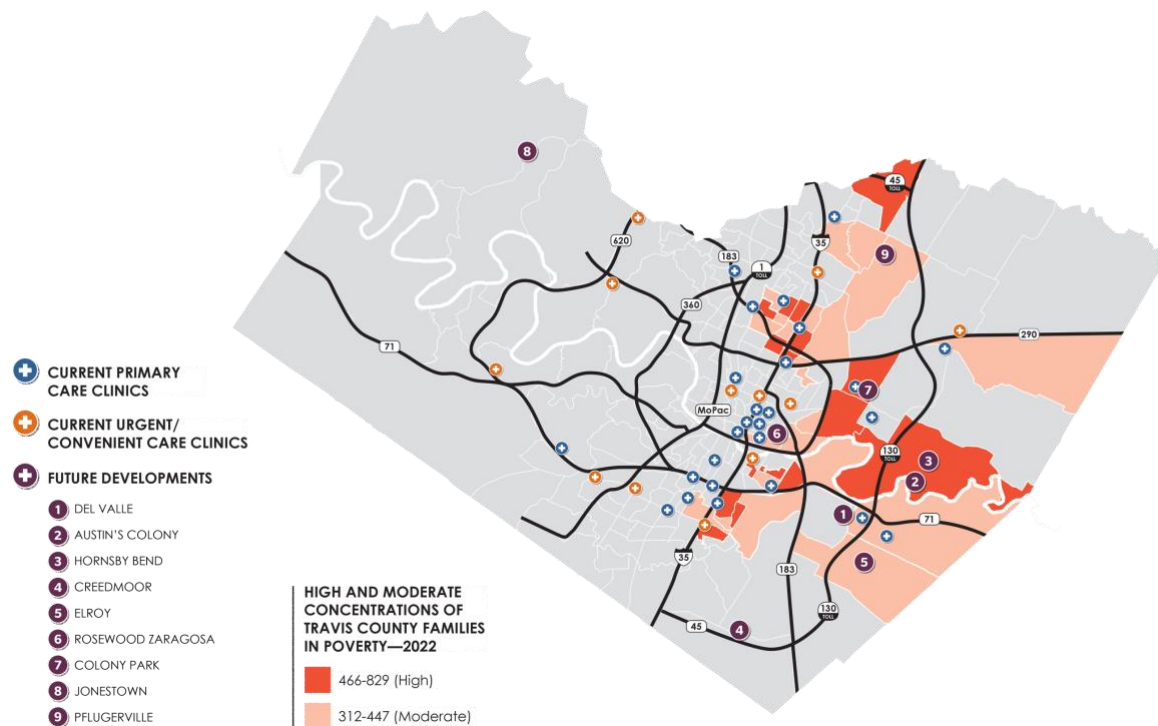 8
45
TOLL
620
183
1
TOLL
35
9
360
290
71
CURRENT PRIMARY
CARE CLINICS
CURRENT URGENT/
CONVENIENT CARE CLINICS
FUTURE DEVELOPMENTS
1 DEL VALLE
2 AUSTIN'S COLONY
3 HORNSBY BEND
4 CREEDMOOR
5 ELROY
6 ROSEWOOD ZARAGOSA
7 COLONY PARK
8 JONESTOWN
9 PFLUGERVILLE
MoPac
7
6
130
TOLL
3
2
1
71
35
183
5
130
TOLL
45
4
HIGH AND MODERATE
CONCENTRATIONS OF
TRAVIS COUNTY FAMILIES
IN POVERTY—2022
466-829 (High)
312-447 (Moderate)